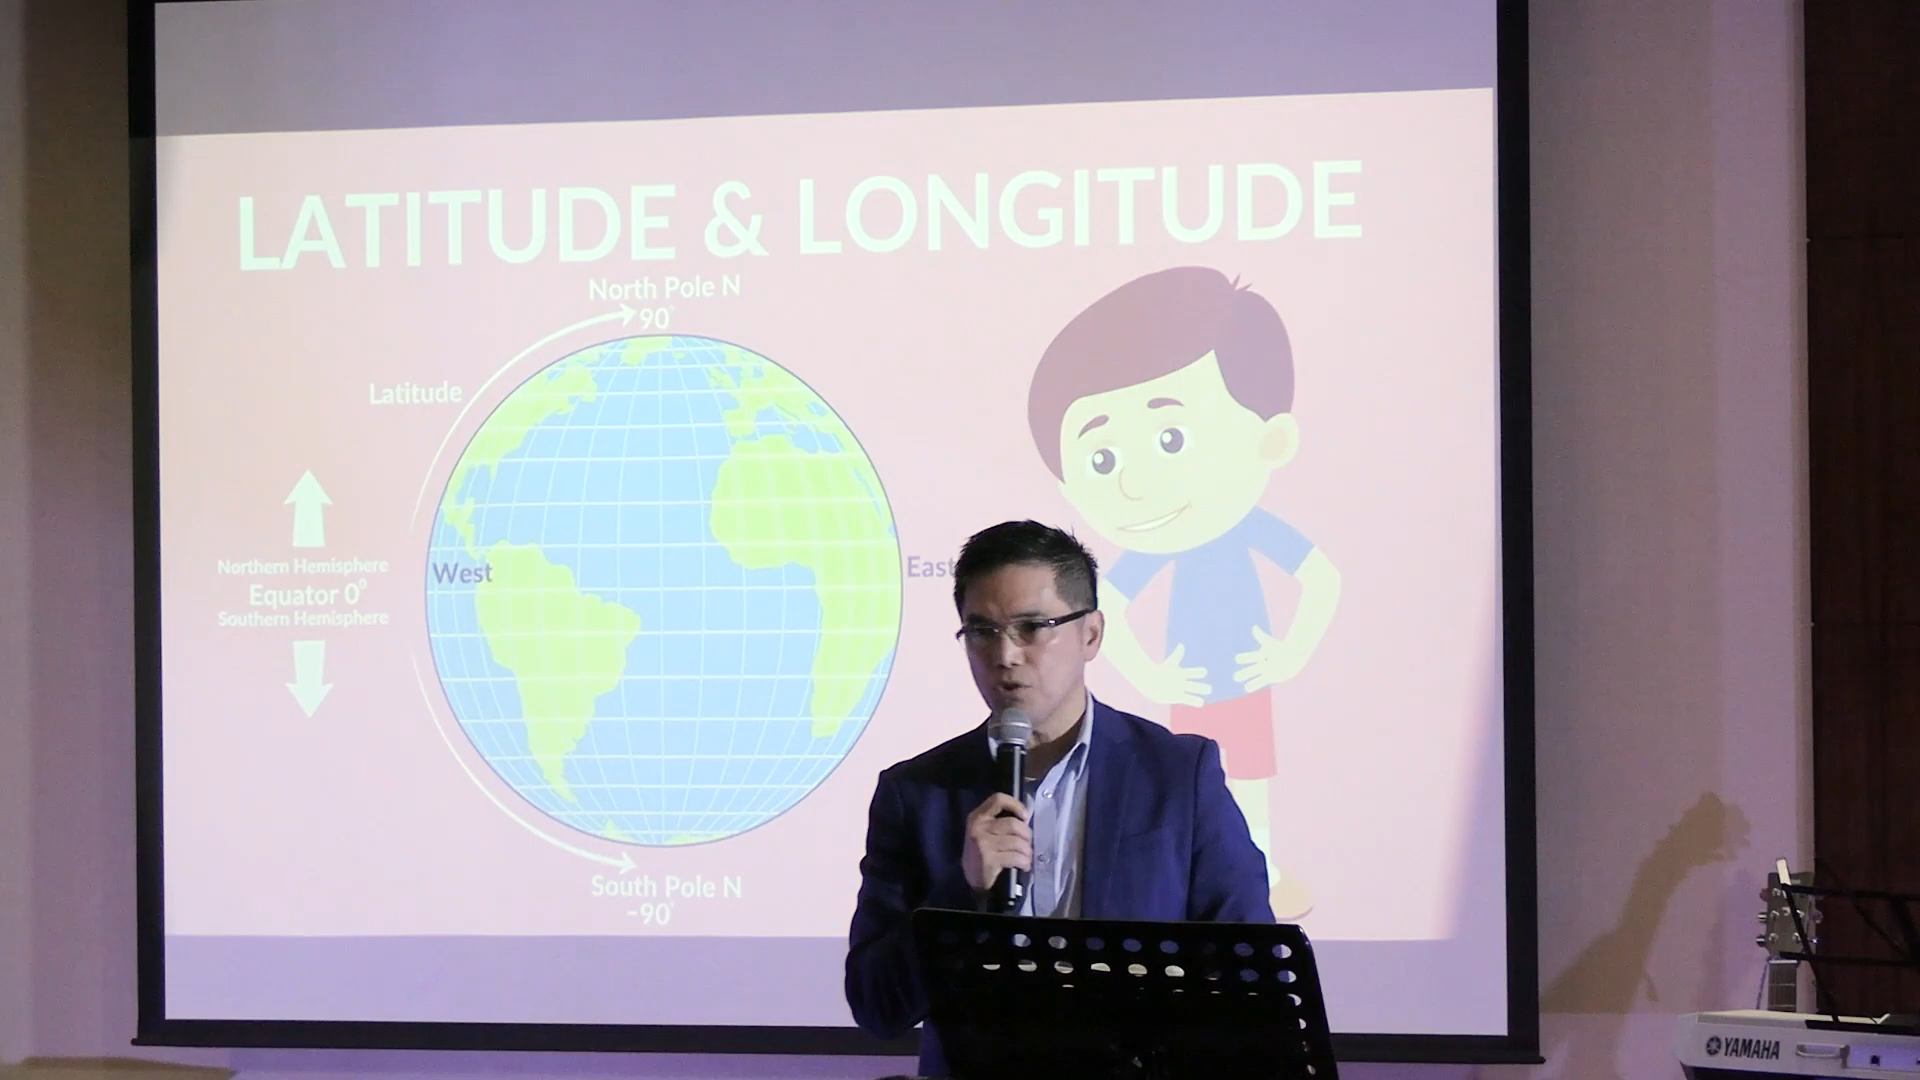 LATITUDE & LONGITUDE
North Pole N
90°
Latitude
Northern Hemisphere
Equator 0°
Southern Hemisphere
West
East
South Pole N
-90°
YAMAHA